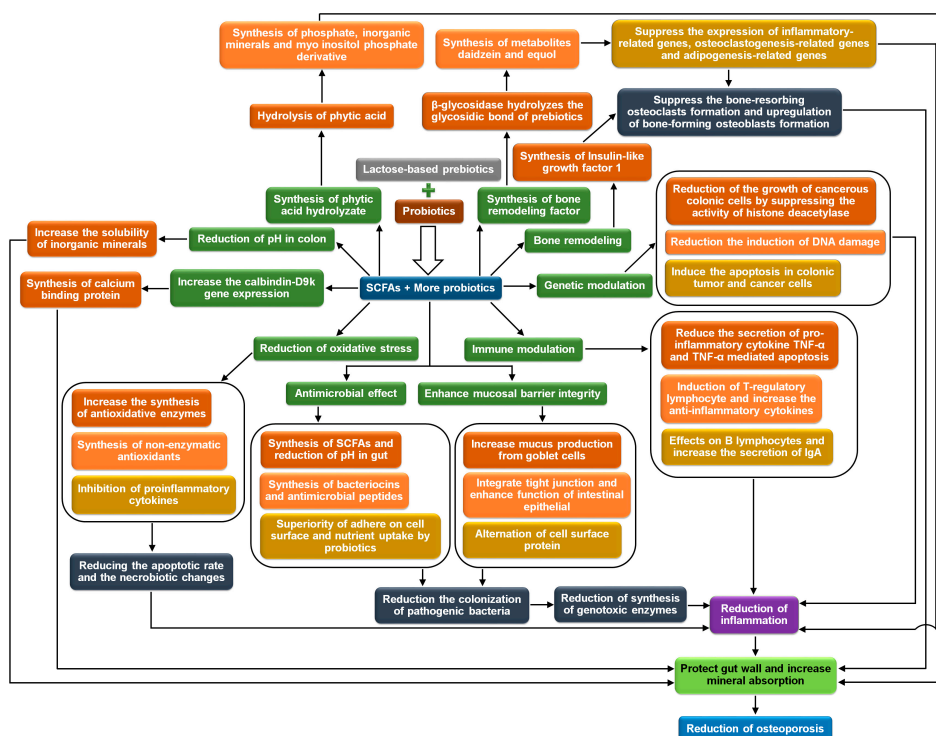 Synthesis of phosphate, inorganic
minerals and myo inositol phosphate
derivative
Synthesis of metabolites
daidzein and equol
Suppress the expression of inflammatory-
related genes, osteoclastogenesis-related genes
and adipogenesis-related genes
Hydrolysis of phytic acid
β-glycosidase hydrolyzes the
glycosidic bond of prebiotics
Suppress the bone-resorbing
osteoclasts formation and upregulation
of bone-forming osteoblasts formation
Lactose-based prebiotics
+
Probiotics
Synthesis of Insulin-like
growth factor 1
Synthesis of phytic
acid hydrolyzate
Synthesis of bone
remodeling factor
Reduction of the growth of cancerous
colonic cells by suppressing the
activity of histone deacetylase
Reduction the induction of DNA damage
Induce the apoptosis in colonic
tumor and cancer cells
Increase the solubility
of inorganic minerals
Reduction of pH in colon
Bone remodeling
Synthesis of calcium
binding protein
Increase the calbindin-D9k
gene expression
SCFAs + More probiotics
Genetic modulation
Reduction of oxidative stress
Immune modulation
Reduce the secretion of pro-
inflammatory cytokine TNF-α
and TNF-α mediated apoptosis
Induction of T-regulatory
lymphocyte and increase the
anti-inflammatory cytokines
Effects on B lymphocytes and
increase the secretion of IgA
Antimicrobial effect
Enhance mucosal barrier integrity
Increase the synthesis
of antioxidative enzymes
Synthesis of non-enzymatic
antioxidants
Inhibition of proinflammatory
cytokines
Synthesis of SCFAs and
reduction of pH in gut
Synthesis of bacteriocins
and antimicrobial peptides
Superiority of adhere on cell
surface and nutrient uptake by
probiotics
Increase mucus production
from goblet cells
Integrate tight junction and
enhance function of intestinal
epithelial
Alternation of cell surface
protein
Reducing the apoptotic rate
and the necrobiotic changes
Reduction the colonization
of pathogenic bacteria
Reduction of synthesis
of genotoxic enzymes
Reduction of
inflammation
Protect gut wall and increase
mineral absorption
Reduction of osteoporosis